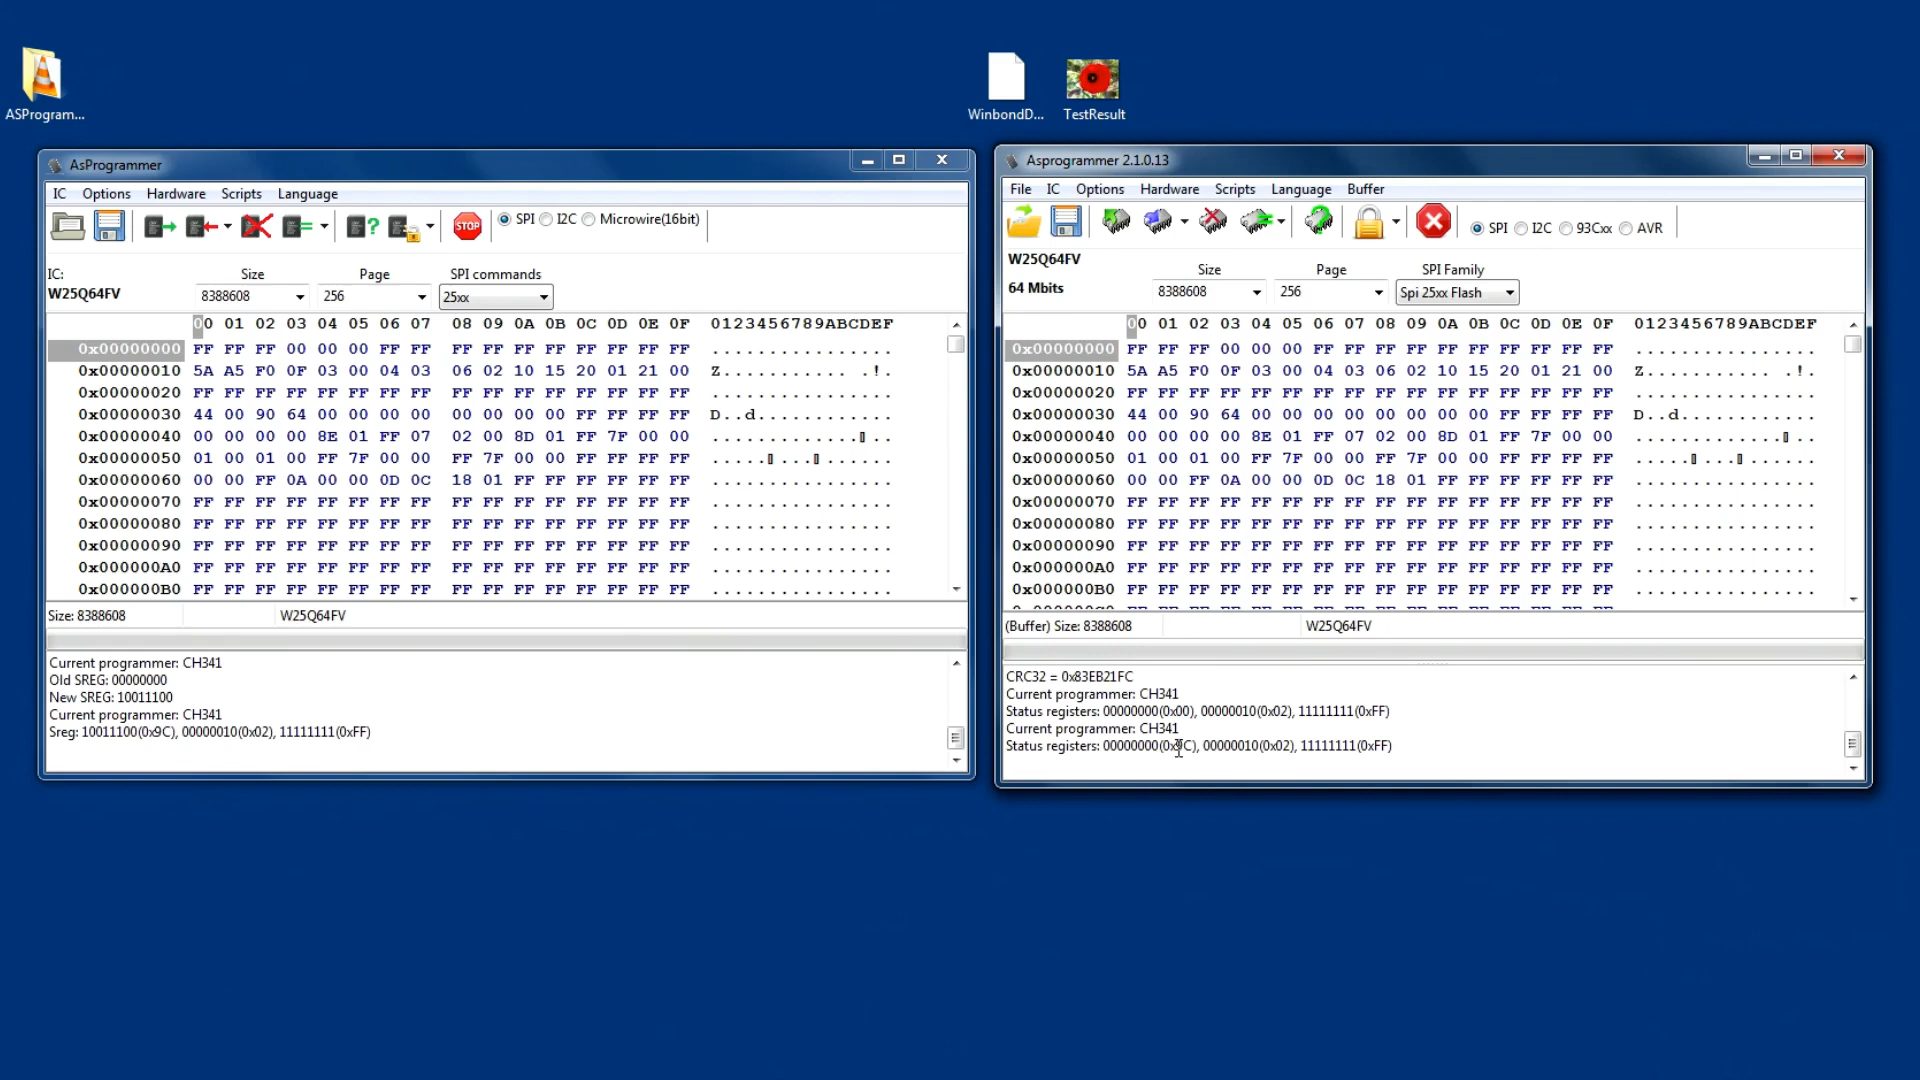 ASProgram...
WinbondD...
TestResult
AsProgrammer
IC Options Hardware Scripts Language
STOP
SPI I2C Microwire(16bit)
IC:
W25Q64FV
Size Page SPI commands
8388608 256 25xx
00 01 02 03 04 05 06 07 08 09 0A 0B 0C 0D 0E 0F 0123456789ABCDEF
0x00000000 FF FF FF 00 00 00 FF FF FF FF FF FF FF FF FF FF ................
0x00000010 5A A5 F0 0F 03 00 04 03 06 02 10 15 20 01 21 00 Z........... .!.
0x00000020 FF FF FF FF FF FF FF FF FF FF FF FF FF FF FF FF ................
0x00000030 44 00 90 64 00 00 00 00 00 00 00 00 FF FF FF FF D..d............
0x00000040 00 00 00 00 8E 01 FF 07 02 00 8D 01 FF 7F 00 00 .............▯..
0x00000050 01 00 01 00 FF 7F 00 00 FF 7F 00 00 FF FF FF FF .....▯...▯......
0x00000060 00 00 FF 0A 00 00 0D 0C 18 01 FF FF FF FF FF FF ................
0x00000070 FF FF FF FF FF FF FF FF FF FF FF FF FF FF FF FF ................
0x00000080 FF FF FF FF FF FF FF FF FF FF FF FF FF FF FF FF ................
0x00000090 FF FF FF FF FF FF FF FF FF FF FF FF FF FF FF FF ................
0x000000A0 FF FF FF FF FF FF FF FF FF FF FF FF FF FF FF FF ................
0x000000B0 FF FF FF FF FF FF FF FF FF FF FF FF FF FF FF FF ................
Size: 8388608 W25Q64FV
Current programmer: CH341
Old SREG: 00000000
New SREG: 10011100
Current programmer: CH341
Sreg: 10011100(0x9C), 00000010(0x02), 11111111(0xFF)
Asprogrammer 2.1.0.13
File IC Options Hardware Scripts Language Buffer
SPI I2C 93Cxx AVR
W25Q64FV
64 Mbits
Size Page SPI Family
8388608 256 Spi 25xx Flash
00 01 02 03 04 05 06 07 08 09 0A 0B 0C 0D 0E 0F 0123456789ABCDEF
0x00000000 FF FF FF 00 00 00 FF FF FF FF FF FF FF FF FF FF ................
0x00000010 5A A5 F0 0F 03 00 04 03 06 02 10 15 20 01 21 00 Z........... .!.
0x00000020 FF FF FF FF FF FF FF FF FF FF FF FF FF FF FF FF ................
0x00000030 44 00 90 64 00 00 00 00 00 00 00 00 FF FF FF FF D..d............
0x00000040 00 00 00 00 8E 01 FF 07 02 00 8D 01 FF 7F 00 00 .............▯..
0x00000050 01 00 01 00 FF 7F 00 00 FF 7F 00 00 FF FF FF FF .....▯...▯......
0x00000060 00 00 FF 0A 00 00 0D 0C 18 01 FF FF FF FF FF FF ................
0x00000070 FF FF FF FF FF FF FF FF FF FF FF FF FF FF FF FF ................
0x00000080 FF FF FF FF FF FF FF FF FF FF FF FF FF FF FF FF ................
0x00000090 FF FF FF FF FF FF FF FF FF FF FF FF FF FF FF FF ................
0x000000A0 FF FF FF FF FF FF FF FF FF FF FF FF FF FF FF FF ................
0x000000B0 FF FF FF FF FF FF FF FF FF FF FF FF FF FF FF FF ................
(Buffer) Size: 8388608 W25Q64FV
CRC32 = 0x83EB21FC
Current programmer: CH341
Status registers: 00000000(0x00), 00000010(0x02), 11111111(0xFF)
Current programmer: CH341
Status registers: 00000010(0x02), 11111111(0xFF)